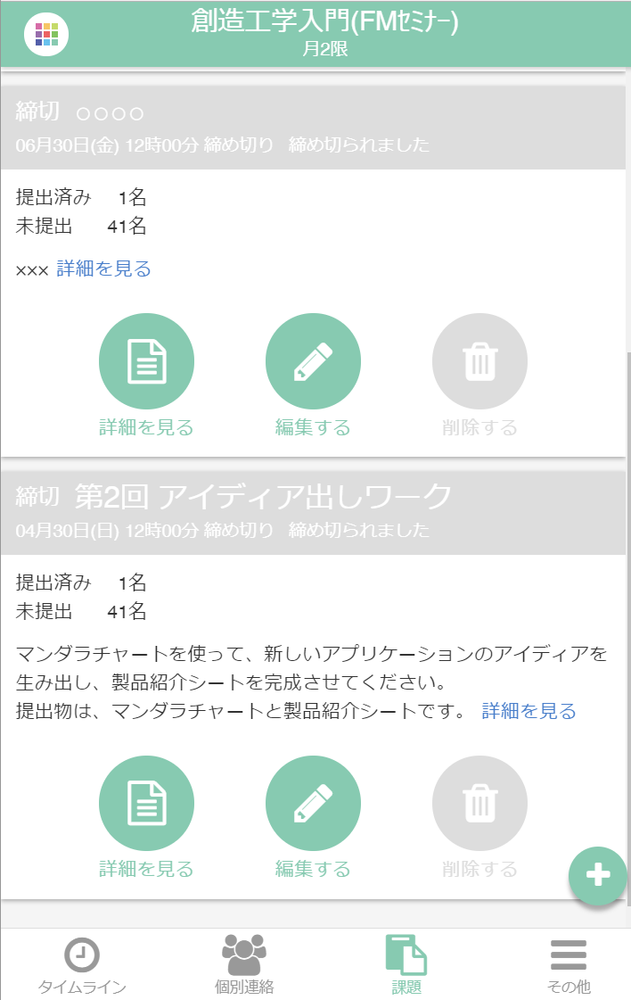 創造工学入門(FMｾﾐﾅｰ)
月2限
締切 ○○○○
06月30日(金) 12時00分 締め切り 締め切られました
提出済み 1名
未提出 41名
××× 詳細を見る
詳細を見る 編集する 削除する
締切 第2回 アイディア出しワーク
04月30日(日) 12時00分 締め切り 締め切られました
提出済み 1名
未提出 41名
マンダラチャートを使って、新しいアプリケーションのアイディアを
生み出し、製品紹介シートを完成させてください。
提出物は、マンダラチャートと製品紹介シートです。 詳細を見る
詳細を見る 編集する 削除する
タイムライン 個別連絡 課題 その他